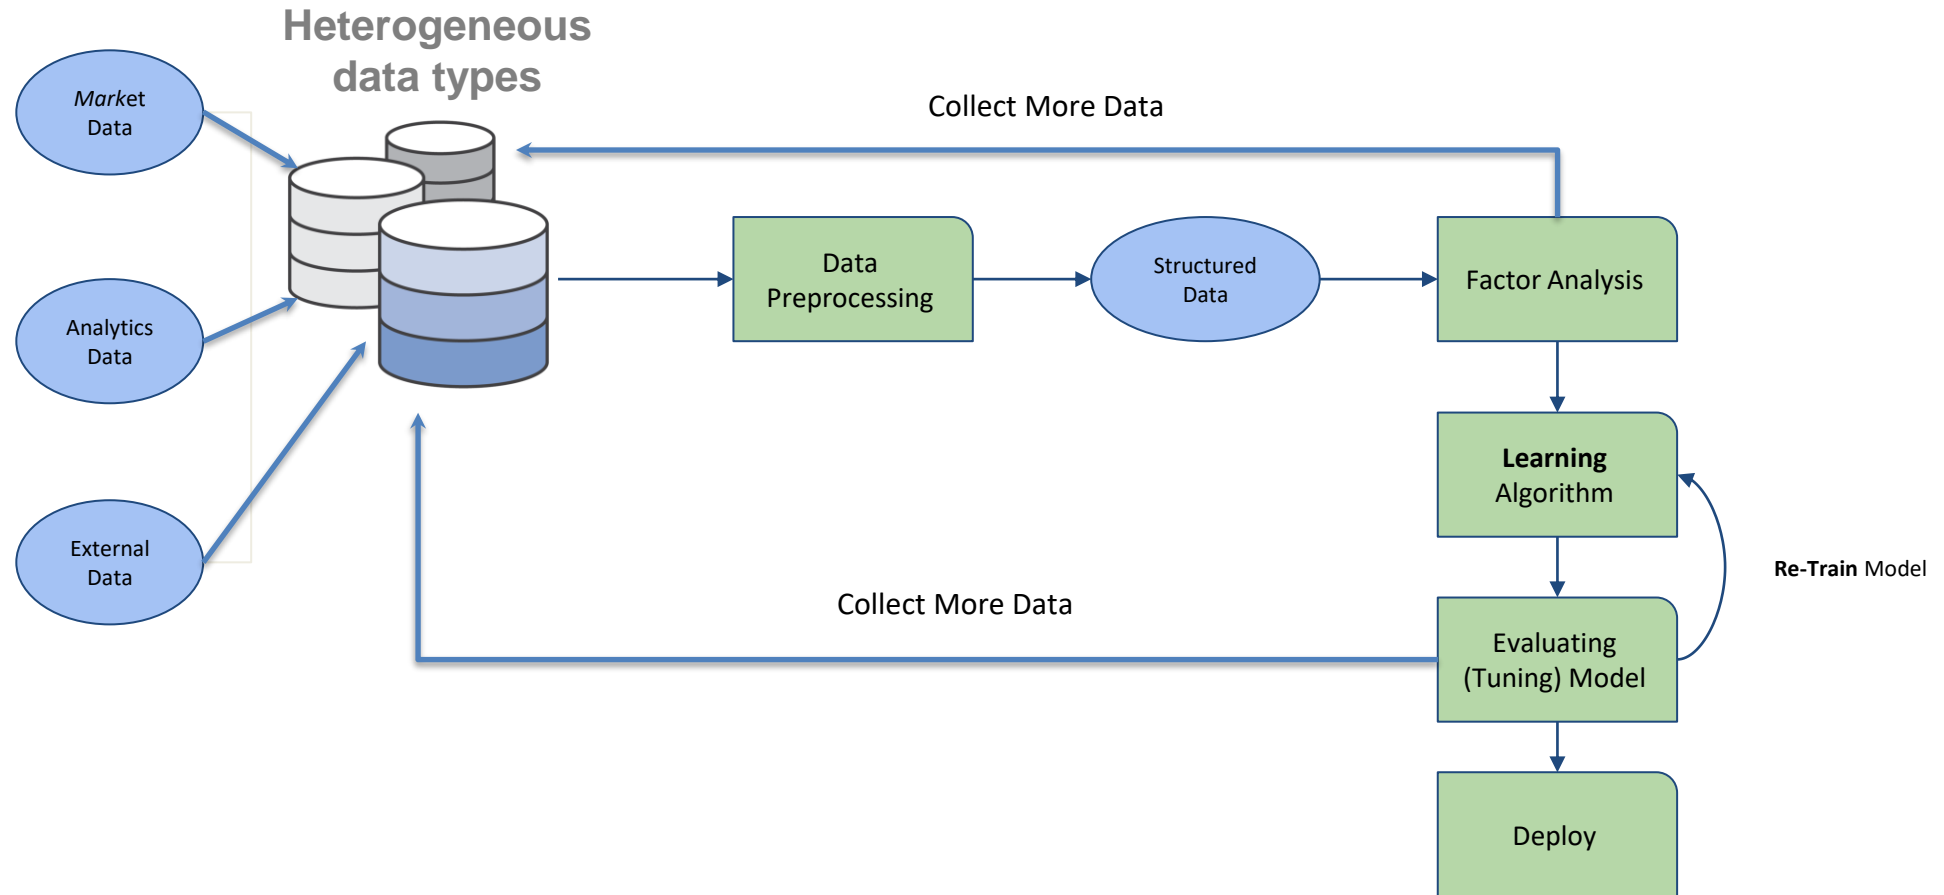 Heterogeneous
data types
Market
Data
Collect More Data
Data
Preprocessing
Structured
Data
Factor Analysis
Analytics
Data
Learning
Algorithm
External
Data
Re-Train Model
Collect More Data
Evaluating
(Tuning) Model
Deploy